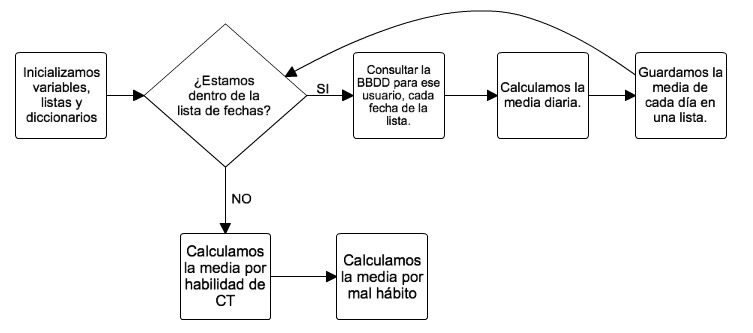 Inicializamos
variables,
listas y
diccionarios
¿Estamos
dentro de la
lista de fechas?
SI
Consultar la
BBDD para ese
usuario, cada
fecha de la
lista.
Calculamos la
media diaria.
Guardamos la
media de
cada día en
una lista.
NO
Calculamos
la media por
habilidad de
CT
Calculamos
la media por
mal hábito